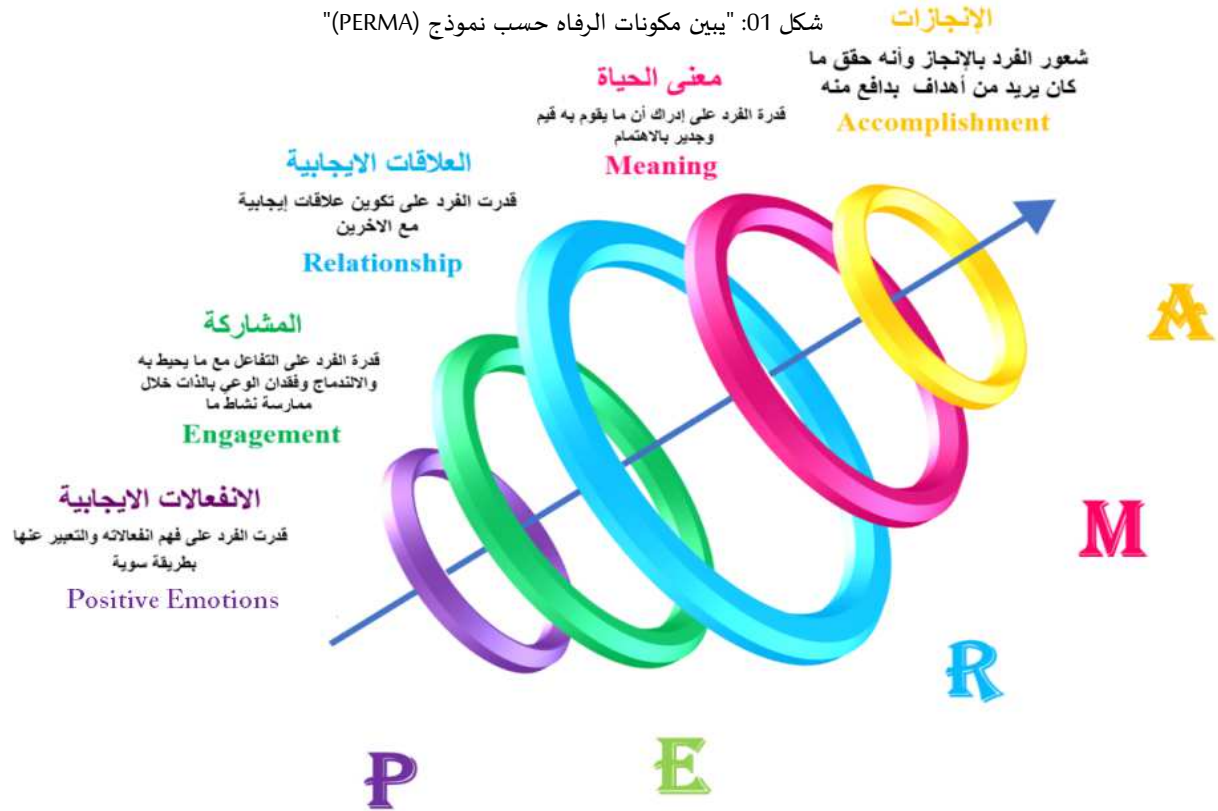 شكل 01: "يبين مكونات الرفاه حسب نموذج (PERMA)"
الإنجازات
شعور الفرد بالإنجاز وأنه حقق ما
كان يريد من أهداف بدافع منه
Accomplishment
معنى الحياة
قدرة الفرد على إدراك أن ما يقوم به قيم
وجدير بالاهتمام
Meaning
العلاقات الايجابية
قدرت الفرد على تكوين علاقات إيجابية
مع الاخرين
Relationship
المشاركة
قدرة الفرد على التفاعل مع ما يحيط به
والالندماج وفقدان الوعي بالذات خلال
ممارسة نشاط ما
Engagement
الانفعالات الايجابية
قدرت الفرد على فهم انفعالاته والتعبير عنها
بطريقة سوية
Positive Emotions
A
M
R
E
P